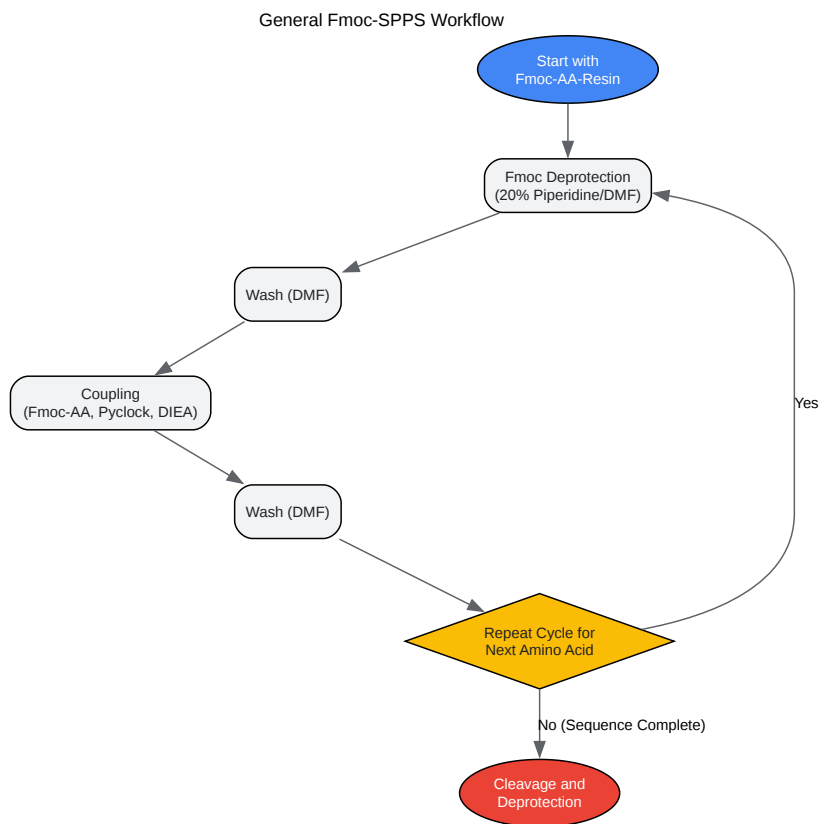 General Fmoc-SPPS Workflow
Start with
Fmoc-AA-Resin
Fmoc Deprotection
(20% Piperidine/DMF)
Wash (DMF)
Coupling
(Fmoc-AA, Pyclock, DIEA)
Yes
Wash (DMF)
Repeat Cycle for
Next Amino Acid
No (Sequence Complete)
Cleavage and
Deprotection